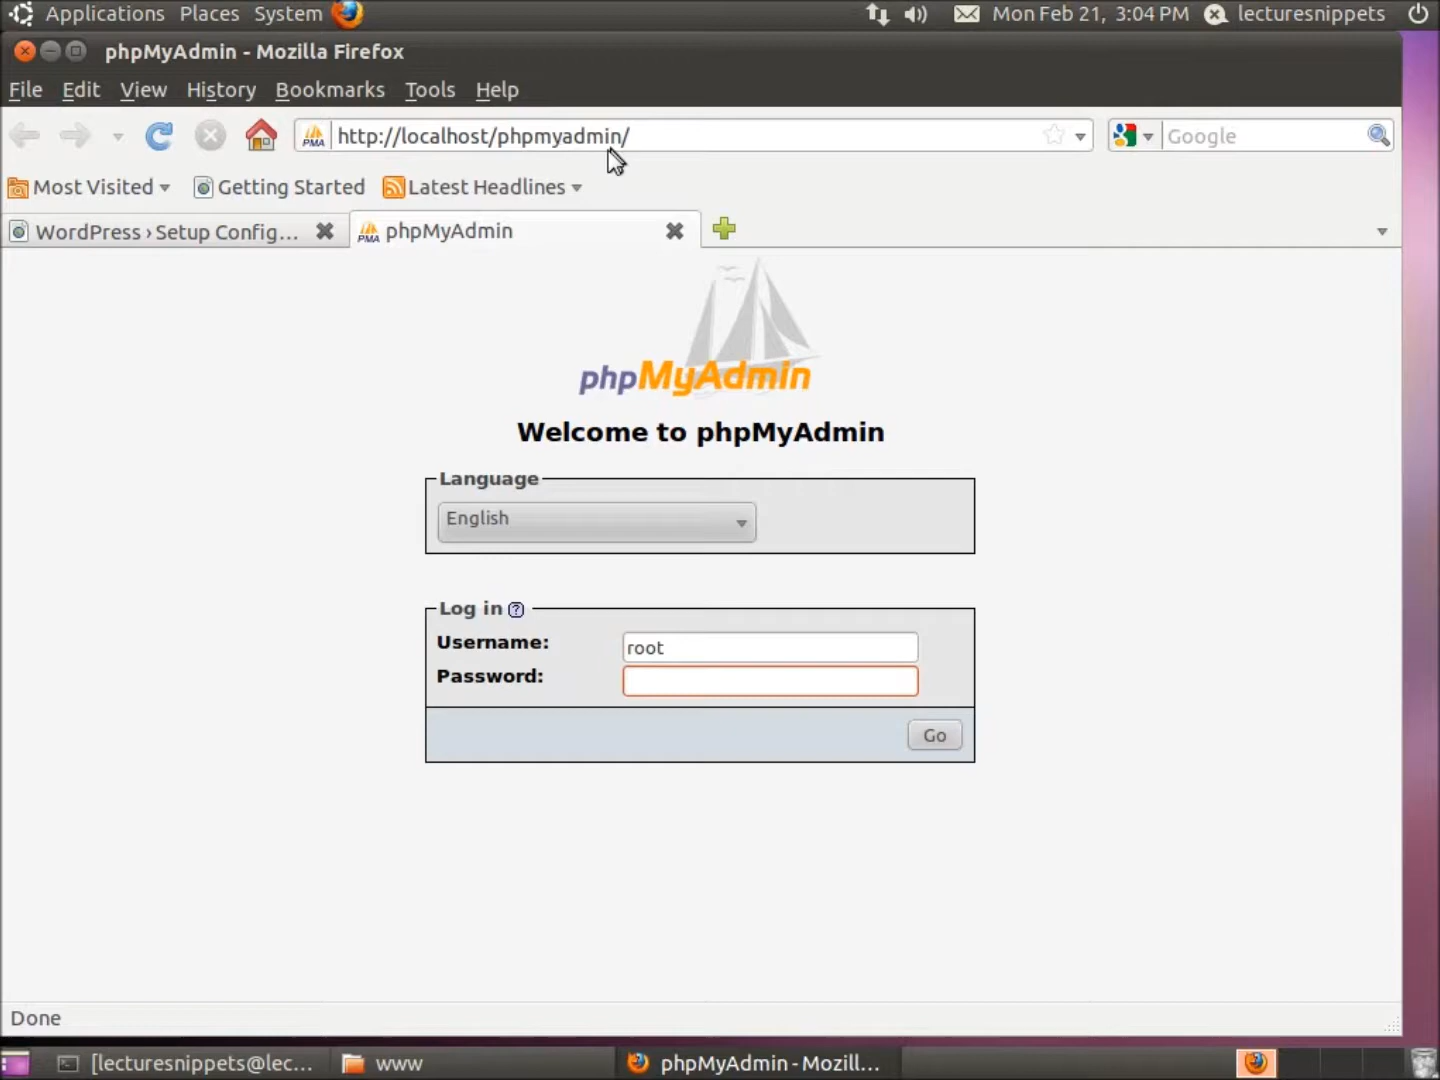 Applications Places System Mon Feb 21, 3:04 PM lecturesnippets
phpMyAdmin - Mozilla Firefox
File Edit View History Bookmarks Tools Help
PMA http://localhost/phpmyadmin/ Google
Most Visited Getting Started Latest Headlines
WordPress › Setup Config... PMA phpMyAdmin
phpMyAdmin
Welcome to phpMyAdmin
Language
English
Log in ?
Username: root
Password:
Go
Done
[lecturesnippets@lec... www phpMyAdmin - Mozill...